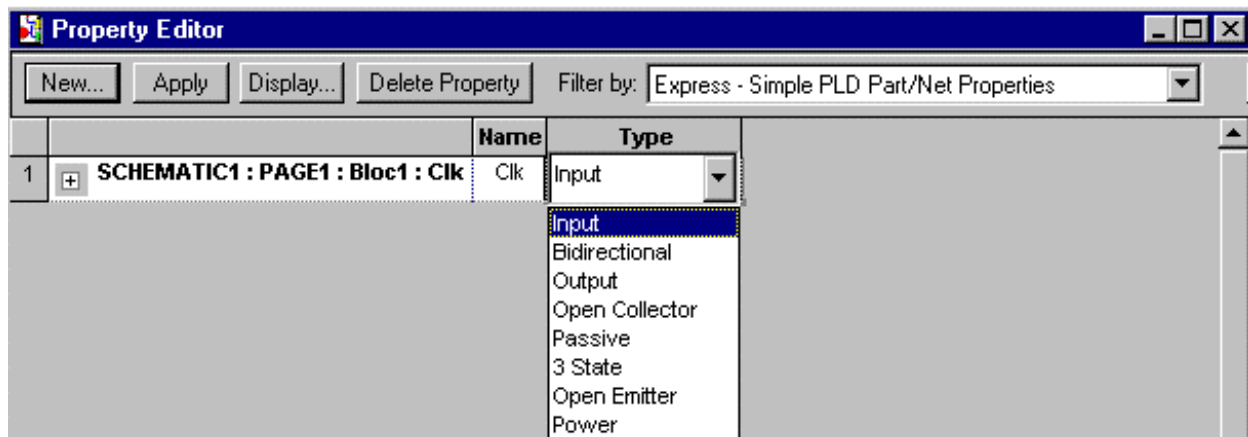 Property Editor
New... Apply Display... Delete Property Filter by: Express - Simple PLD Part/Net Properties
Name Type
1 SCHEMATIC1 : PAGE1 : Bloc1 : Clk Clk Input
Input
Bidirectional
Output
Open Collector
Passive
3 State
Open Emitter
Power